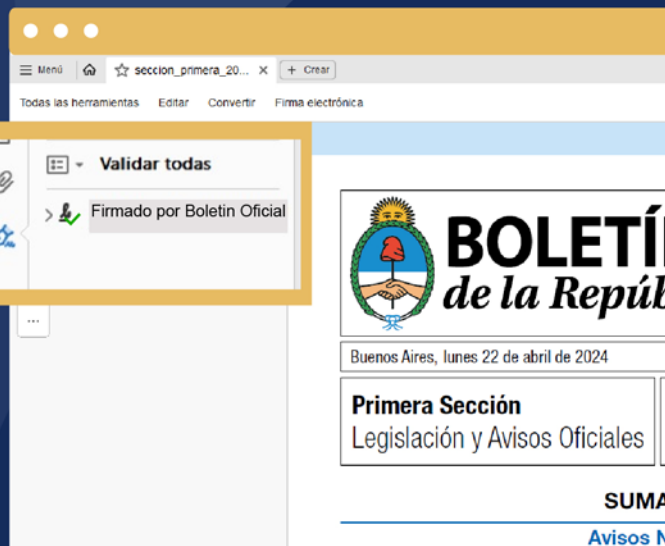 Menú
seccion_primera_20... × + Crear
Todas las herramientas Editar Convertir Firma electrónica
Validar todas
Firmado por Boletin Oficial
...
BOLETÍ
de la Repúb
Buenos Aires, lunes 22 de abril de 2024
Primera Sección
Legislación y Avisos Oficiales
SUMA
Avisos N